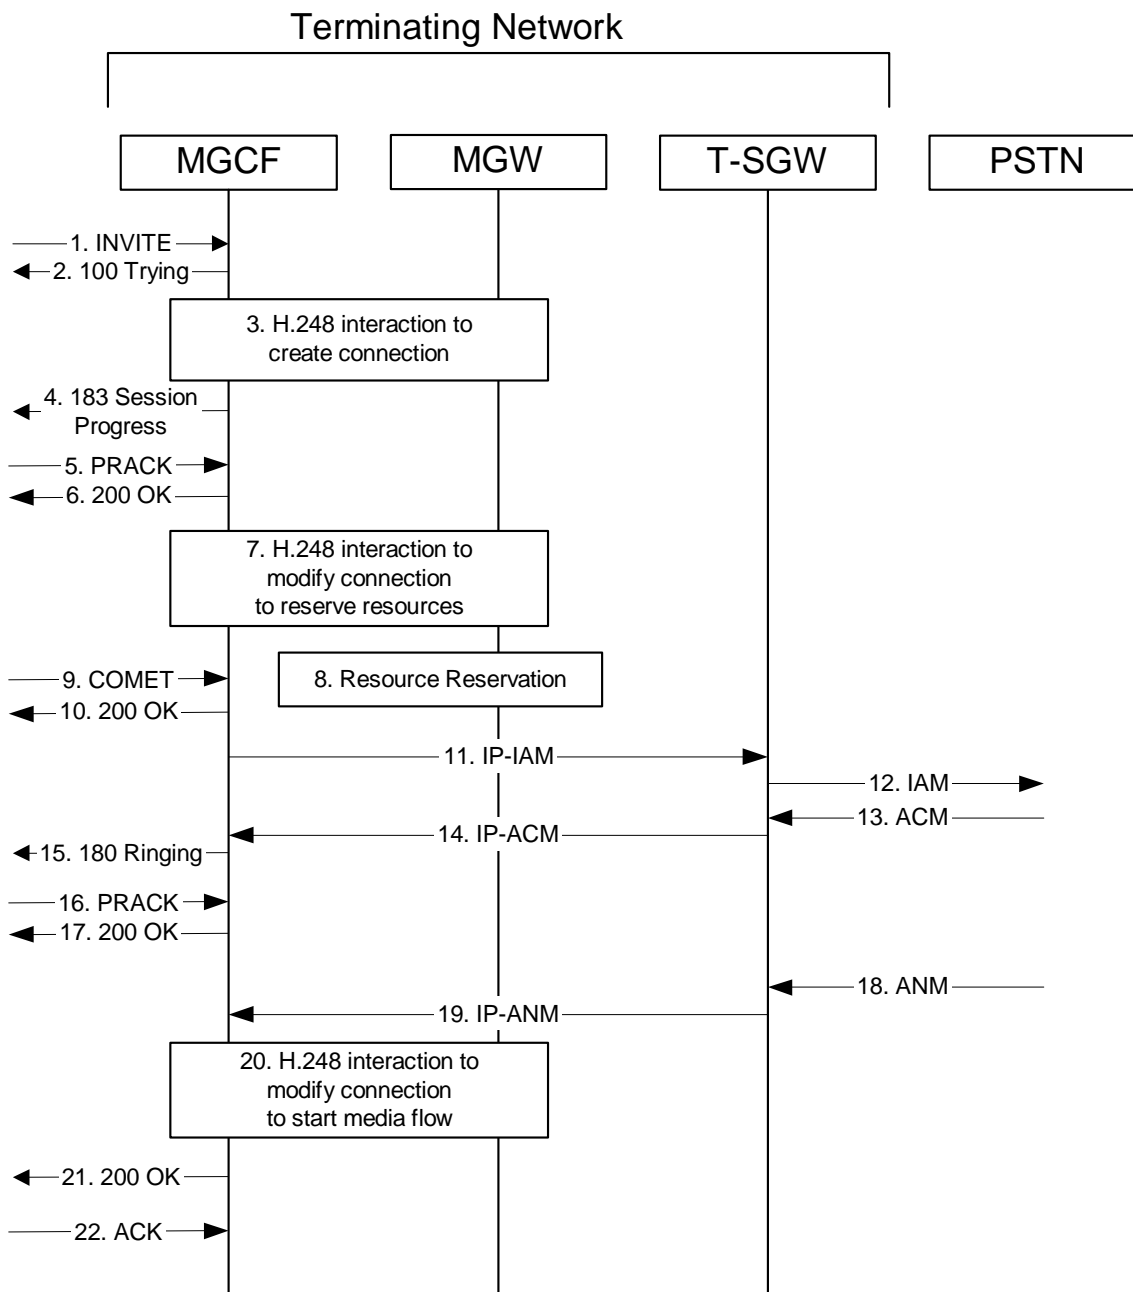 Terminating Network
MGCF
MGW
T-SGW
PSTN
1. INVITE
2. 100 Trying
3. H.248 interaction to
create connection
4. 183 Session
Progress
5. PRACK
6. 200 OK
7. H.248 interaction to
modify connection
to reserve resources
8. Resource Reservation
9. COMET
10. 200 OK
11. IP-IAM
12. IAM
13. ACM
14. IP-ACM
15. 180 Ringing
16. PRACK
17. 200 OK
18. ANM
19. IP-ANM
20. H.248 interaction to
modify connection
to start media flow
21. 200 OK
22. ACK